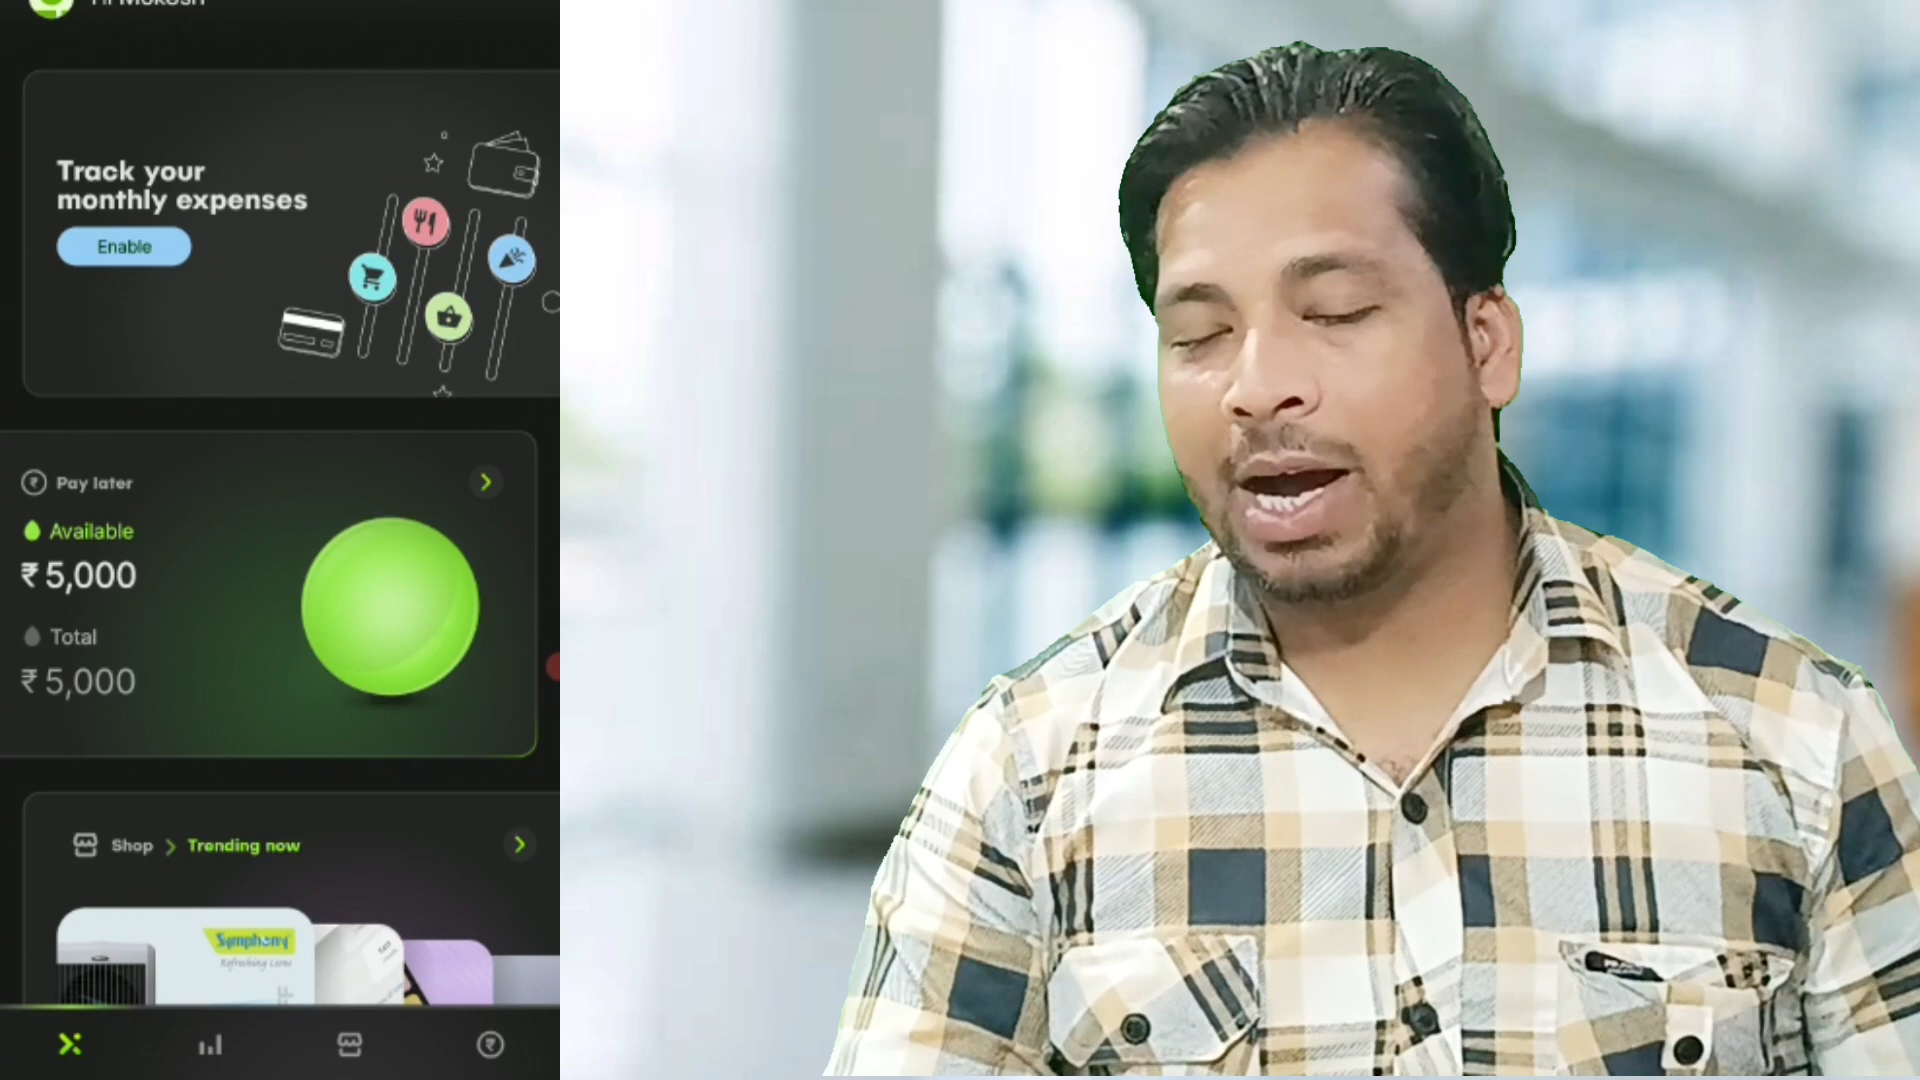 Track your
monthly expenses
Enable
Pay later
Available
₹5,000
Total
₹5,000
Shop > Trending now
Symphony